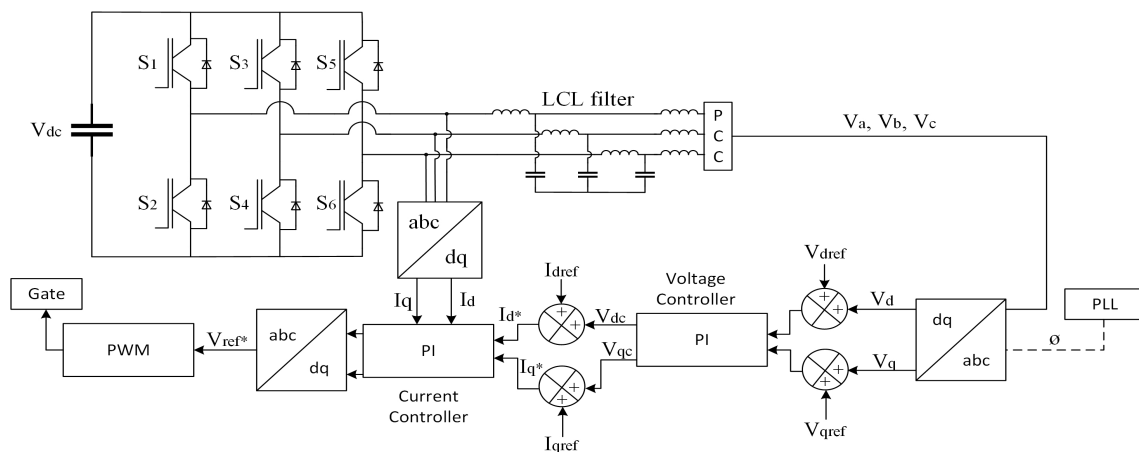 S1
S3
S5
LCL filter
P
C
C
Va, Vb, Vc
Vdc
S2
S4
S6
abc
dq
Iq
Id
Idref
Voltage
Controller
Vdref
+
+
Gate
Id*
Vdc
+
+
Vd
PLL
PWM
Vref*
abc
dq
PI
PI
dq
abc
ø
Iq*
Vqc
+
+
Vq
+
+
Current
Controller
Iqref
Vqref